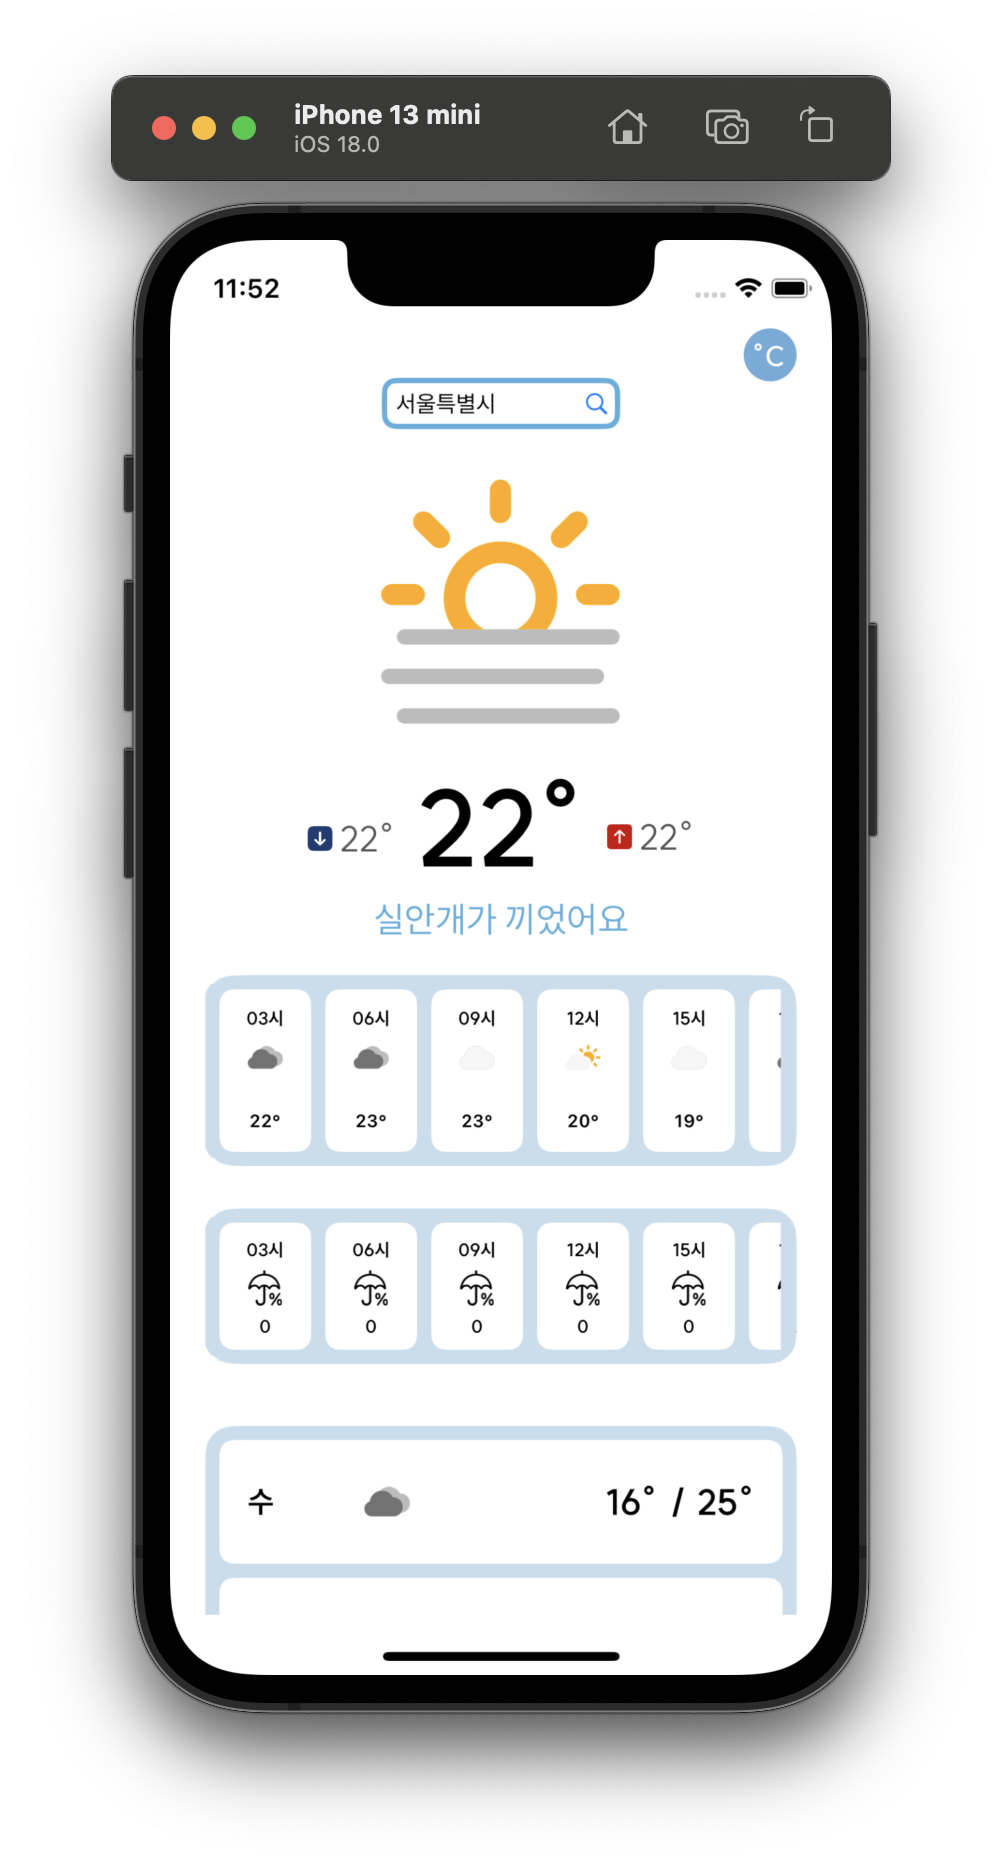 iPhone 13 mini
iOS 18.0
11:52
°C
서울특별시
22° 22° 22°
실안개가 끼었어요
03시 06시 09시 12시 15시
22° 23° 23° 20° 19°
03시 06시 09시 12시 15시
% % % % %
0 0 0 0 0
수 16° / 25°